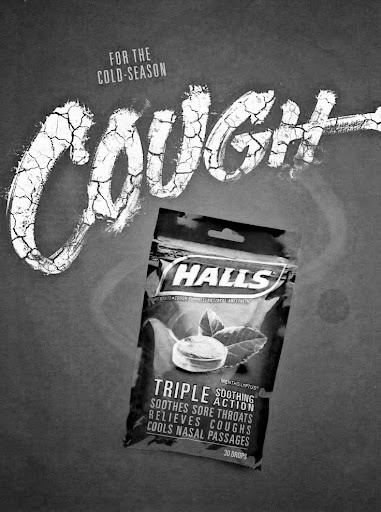 FOR THE
COLD-SEASON
COUGH
HALLS
MENTHO-LYPTUS®
TRIPLE SOOTHING
ACTION
SOOTHES SORE THROATS
RELIEVES COUGHS
COOLS NASAL PASSAGES
30 DROPS